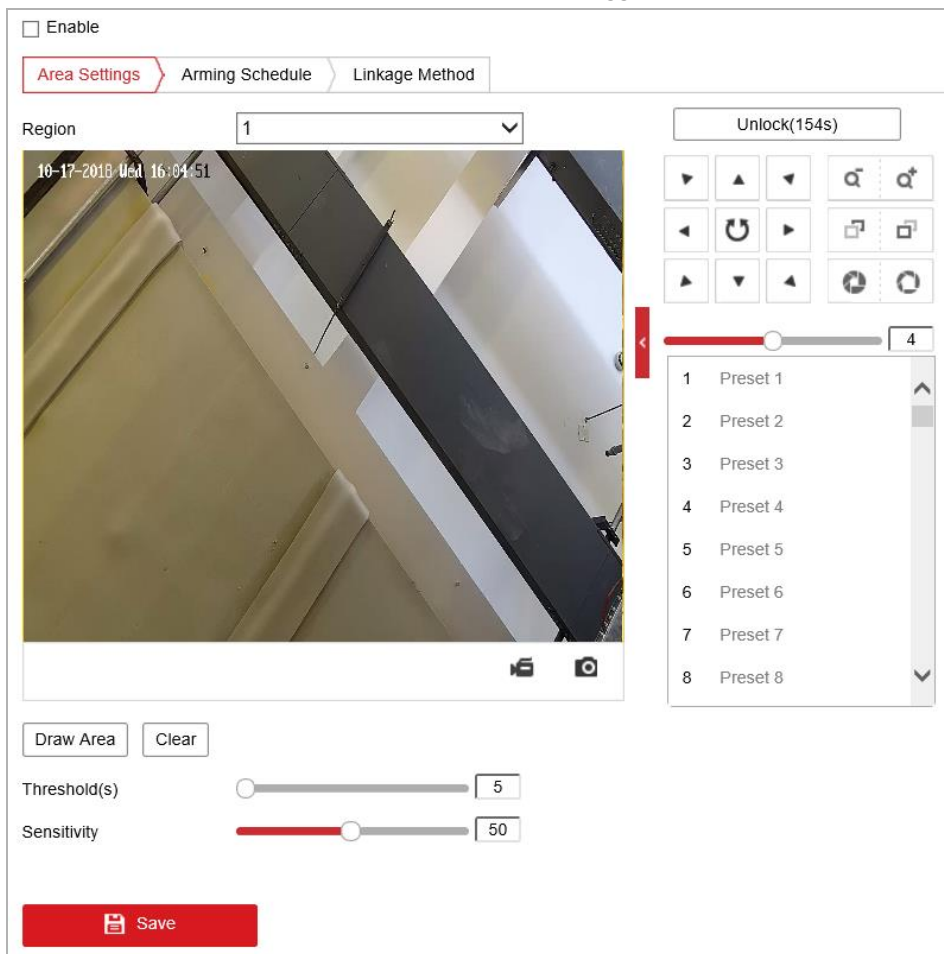 Enable
Area Settings
Arming Schedule
Linkage Method
Region
1
Unlock(154s)
10-17-2018 Wed 16:04:51
4
1 Preset 1
2 Preset 2
3 Preset 3
4 Preset 4
5 Preset 5
6 Preset 6
7 Preset 7
8 Preset 8
Draw Area
Clear
Threshold(s)
5
Sensitivity
50
Save